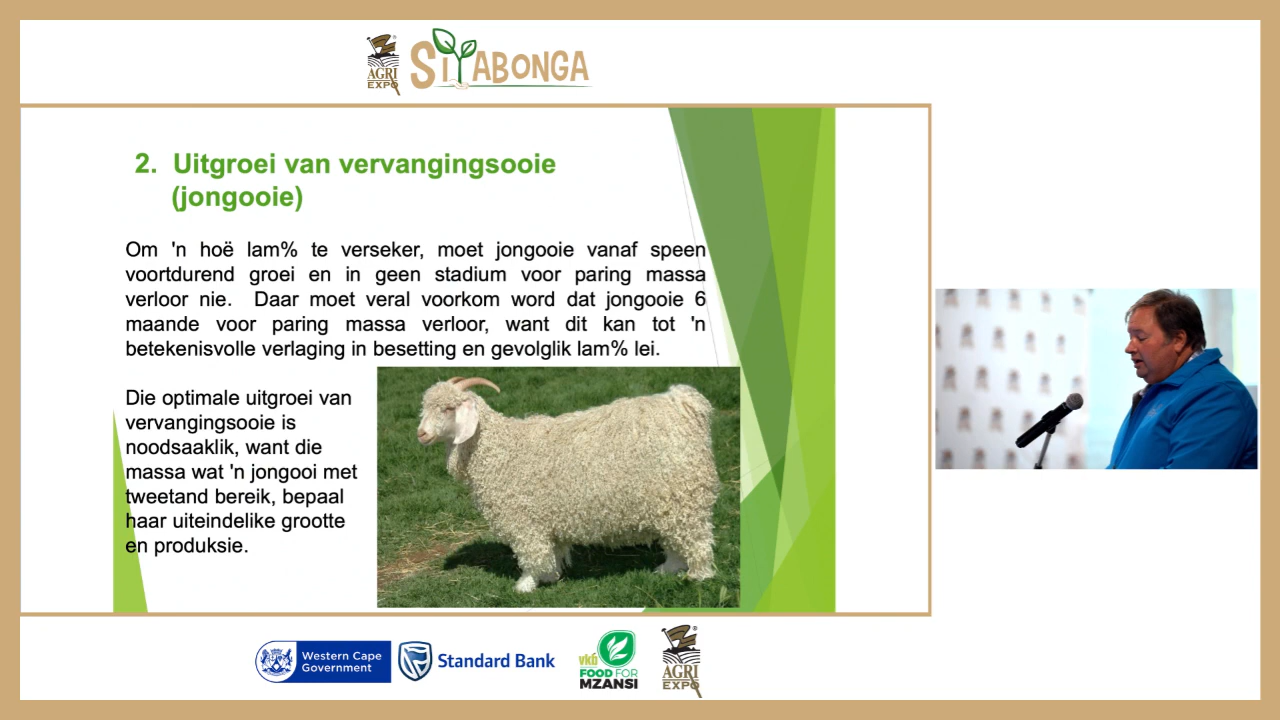 AGRI
EXPO
SIYABONGA
2. Uitgroei van vervangingsooie
(jongooie)
Om 'n hoë lam% te verseker, moet jongooie vanaf speen
voortdurend groei en in geen stadium voor paring massa
verloor nie. Daar moet veral voorkom word dat jongooie 6
maande voor paring massa verloor, want dit kan tot 'n
betekenisvolle verlaging in besetting en gevolglik lam% lei.
Die optimale uitgroei van
vervangingsooie is
noodsaaklik, want die
massa wat 'n jongooi met
tweetand bereik, bepaal
haar uiteindelike grootte
en produksie.
Western Cape
Government
Standard Bank
vkb
FOOD FOR
MZANSI
AGRI
EXPO